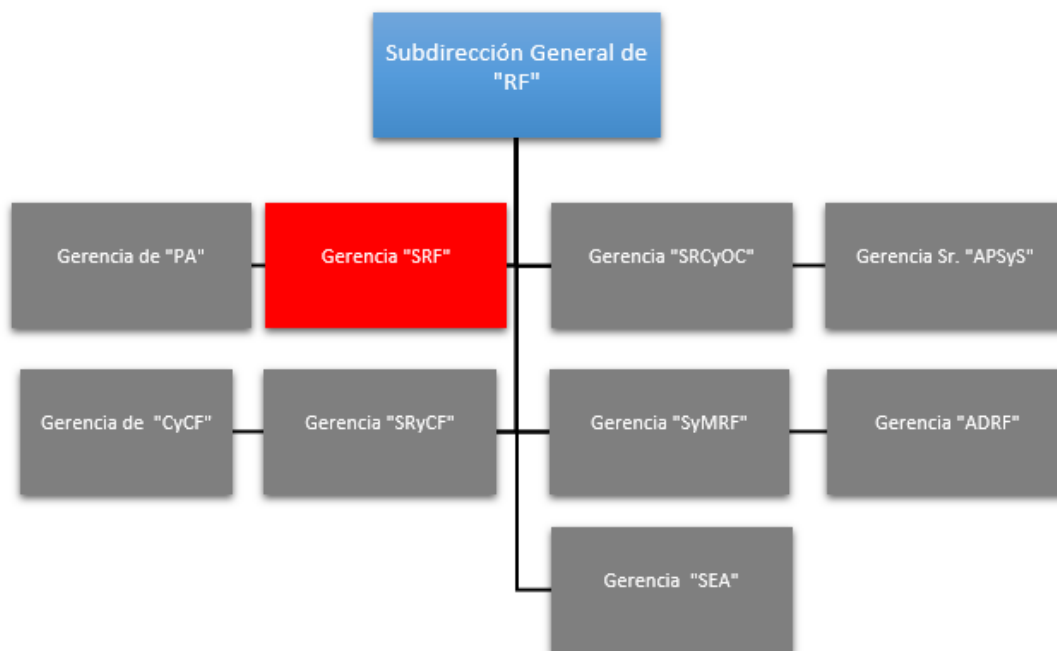 Subdirección General de
"RF"
Gerencia de "PA"
Gerencia "SRF"
Gerencia "SRCyOC"
Gerencia Sr. "APSyS"
Gerencia de  "CyCF"
Gerencia "SRyCF"
Gerencia "SyMRF"
Gerencia "ADRF"
Gerencia  "SEA"